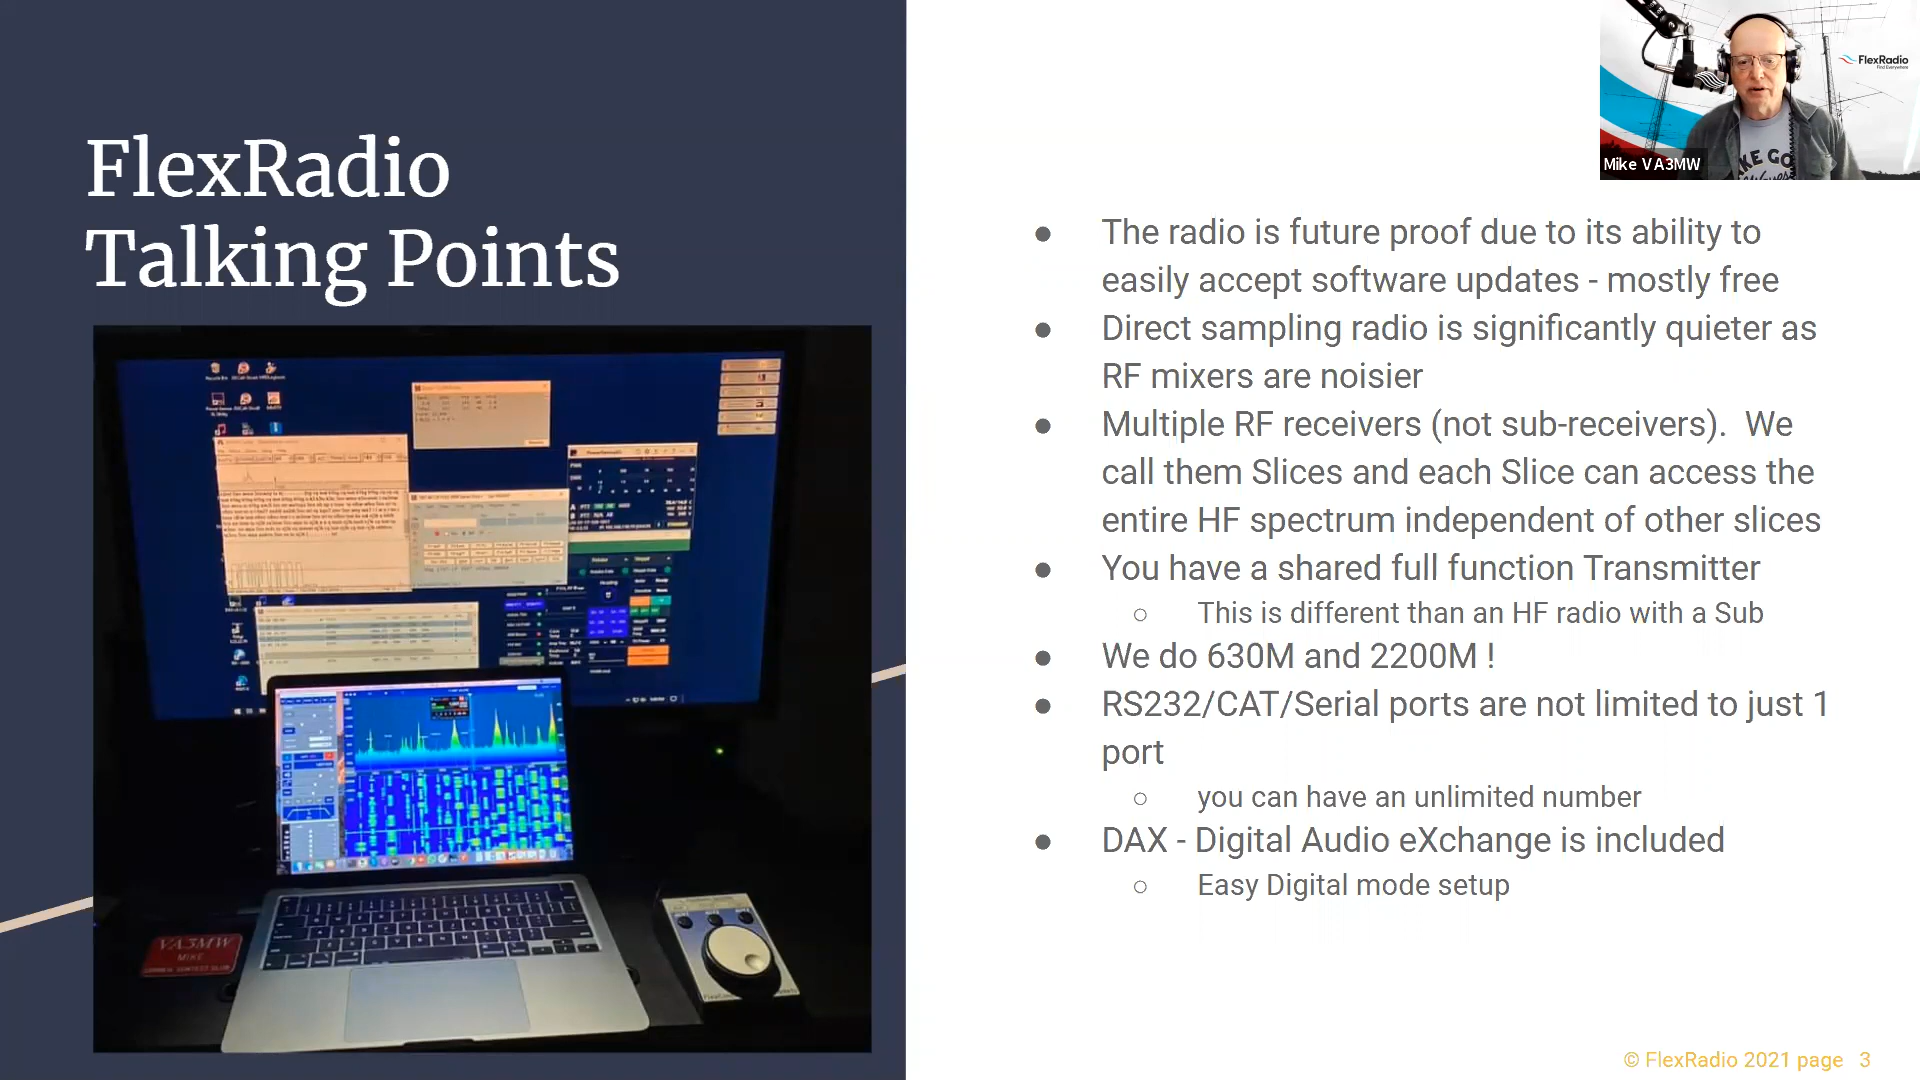 FlexRadio
Talking Points
FlexRadio
Mike VA3MW
KE GO
● The radio is future proof due to its ability to
easily accept software updates - mostly free
● Direct sampling radio is significantly quieter as
RF mixers are noisier
● Multiple RF receivers (not sub-receivers). We
call them Slices and each Slice can access the
entire HF spectrum independent of other slices
● You have a shared full function Transmitter
○ This is different than an HF radio with a Sub
● We do 630M and 2200M !
● RS232/CAT/Serial ports are not limited to just 1
port
○ you can have an unlimited number
● DAX - Digital Audio eXchange is included
○ Easy Digital mode setup
VA3MW
MIKE
© FlexRadio 2021 page 3